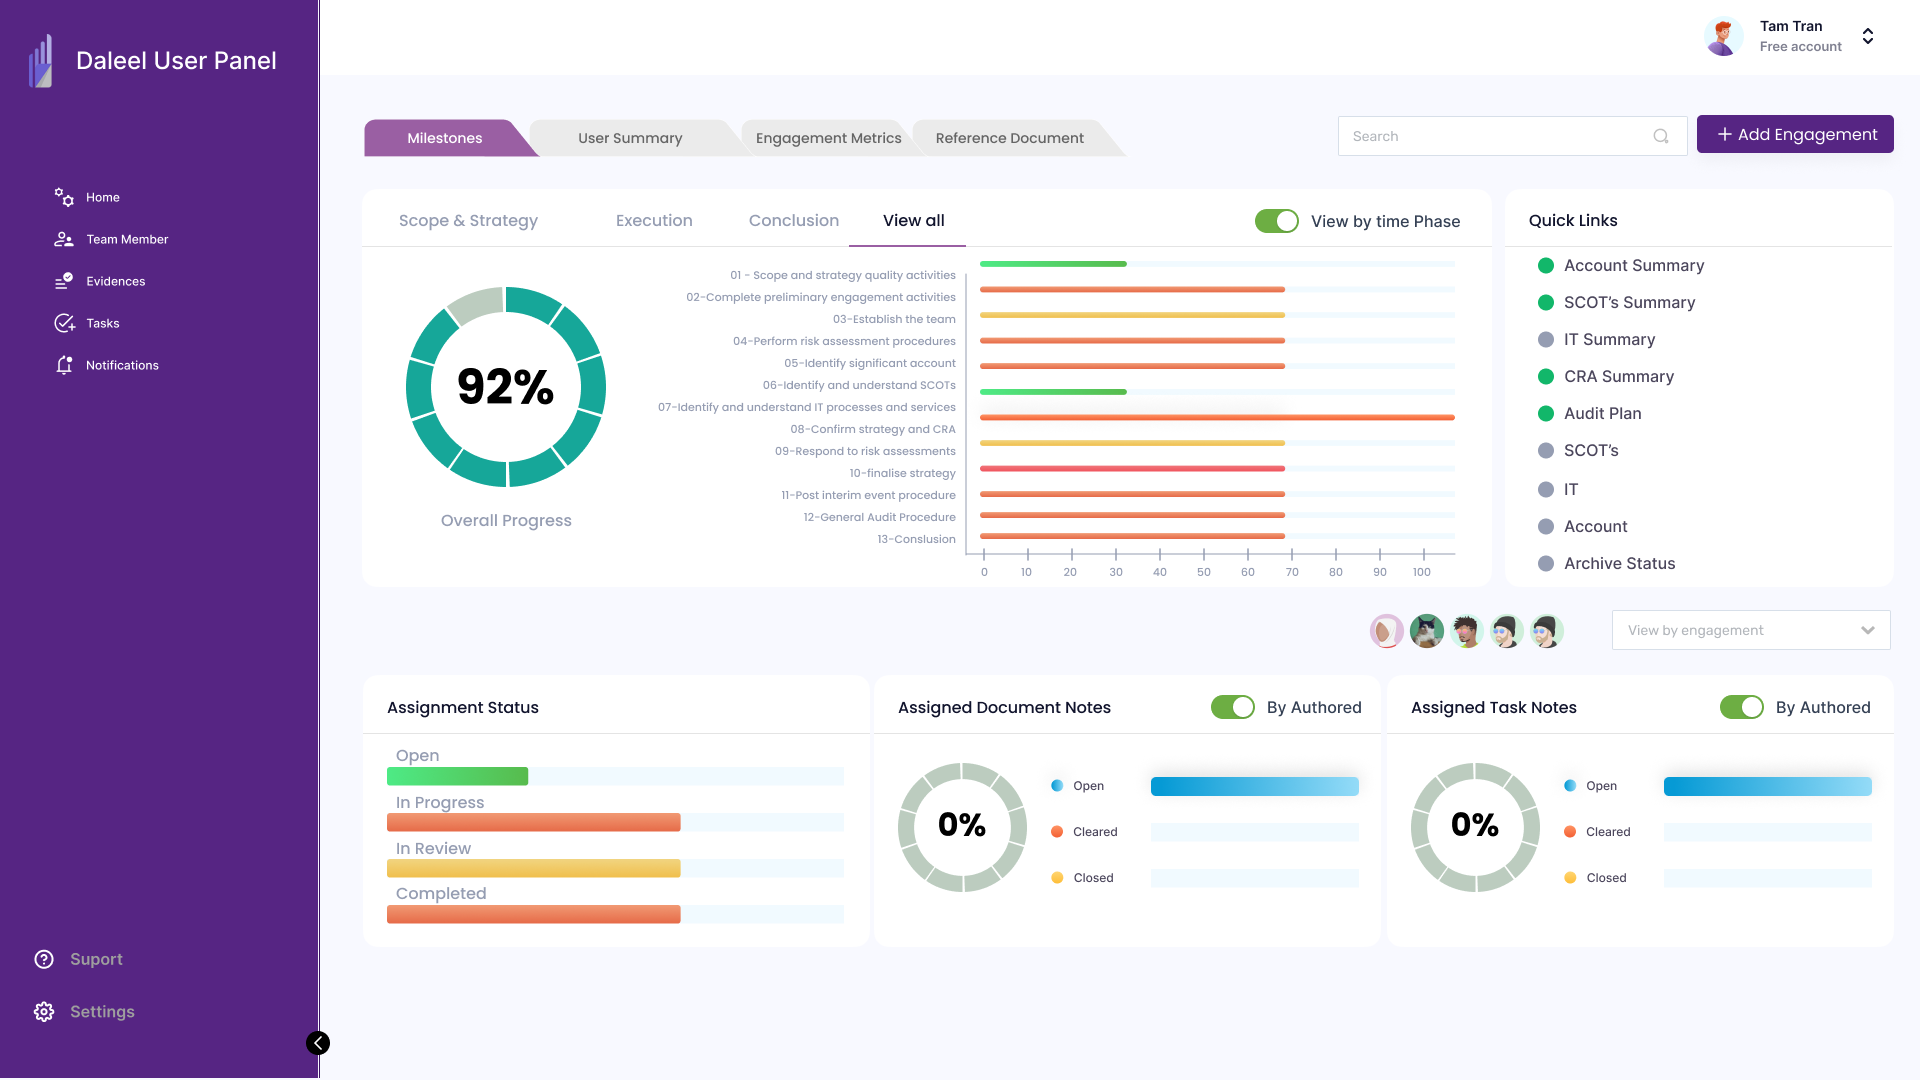 Daleel User Panel
Tam Tran
Free account
Milestones
User Summary
Engagement Metrics
Reference Document
Search
Add Engagement
Home
Team Member
Evidences
Tasks
Notifications
Suport
Settings
Scope & Strategy
Execution
Conclusion
View all
View by time Phase
92%
Overall Progress
01 - Scope and strategy quality activities
02-Complete preliminary engagement activities
03-Establish the team
04-Perform risk assessment procedures
05-Identify significant account
06-Identify and understand SCOTs
07-Identify and understand IT processes and services
08-Confirm strategy and CRA
09-Respond to risk assessments
10-finalise strategy
11-Post interim event procedure
12-General Audit Procedure
13-Conslusion
0 10 20 30 40 50 60 70 80 90 100
Quick Links
Account Summary
SCOT’s Summary
IT Summary
CRA Summary
Audit Plan
SCOT’s
IT
Account
Archive Status
View by engagement
Assignment Status
Open
In Progress
In Review
Completed
Assigned Document Notes
By Authored
0%
Open
Cleared
Closed
Assigned Task Notes
By Authored
0%
Open
Cleared
Closed